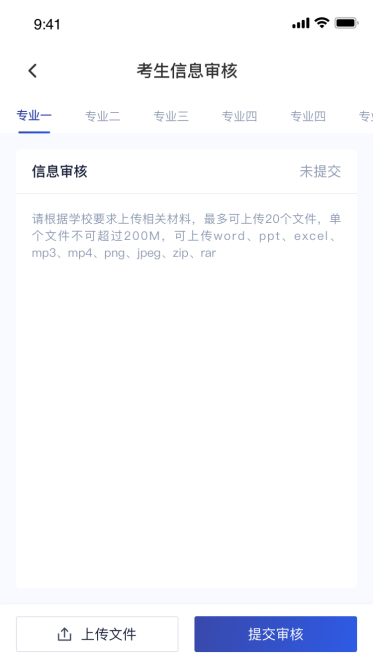 9:41
考生信息审核
专业一 专业二 专业三 专业四 专业四 专
信息审核 未提交
请根据学校要求上传相关材料，最多可上传20个文件，单
个文件不可超过200M，可上传word、ppt、excel、
mp3、mp4、png、jpeg、zip、rar
上传文件 提交审核